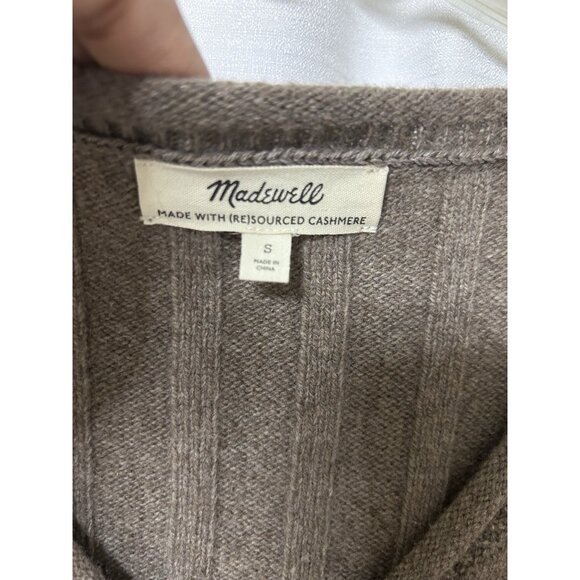 Madewell
MADE WITH (RE)SOURCED CASHMERE
S
MADE IN
CHINA